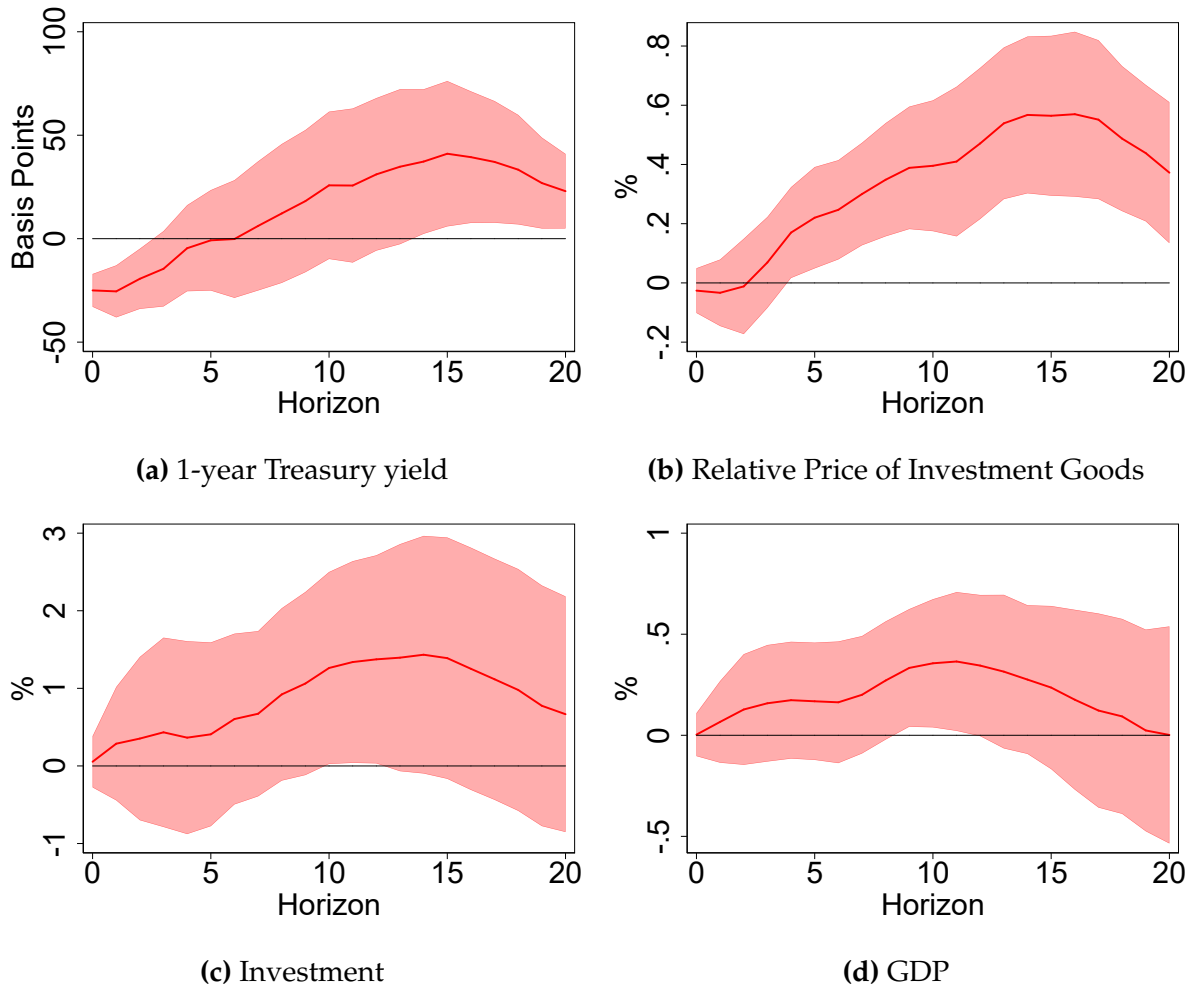 100
50
0
-50
Basis Points
0 5 10 15 20
Horizon
(a) 1-year Treasury yield
.8
.6
.4
.2
0
-.2
%
0 5 10 15 20
Horizon
(b) Relative Price of Investment Goods
3
2
1
0
-1
%
0 5 10 15 20
Horizon
(c) Investment
1
.5
0
-.5
%
0 5 10 15 20
Horizon
(d) GDP